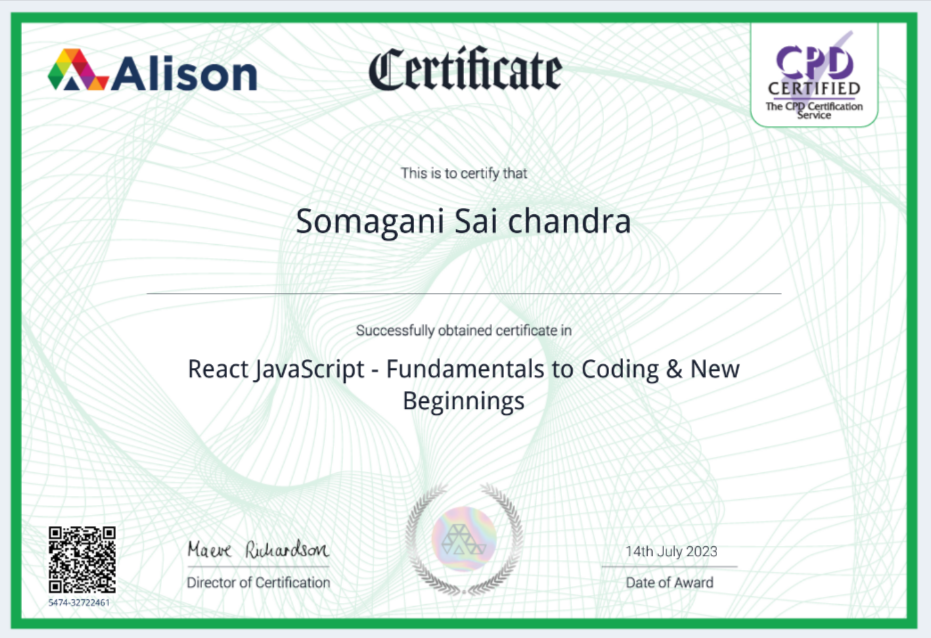 Alison
Certificate
CPD
CERTIFIED
The CPD Certification
Service
This is to certify that
Somagani Sai chandra
Successfully obtained certificate in
React JavaScript - Fundamentals to Coding & New
Beginnings
Maeve Richardson
14th July 2023
Director of Certification
Date of Award
5474-32722461